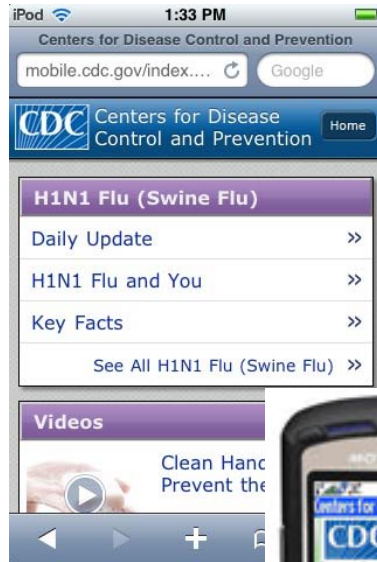 iPod 1:33 PM
Centers for Disease Control and Prevention
mobile.cdc.gov/index.... Google
CDC Centers for Disease
Control and Prevention Home
H1N1 Flu (Swine Flu)
Daily Update »
H1N1 Flu and You »
Key Facts »
See All H1N1 Flu (Swine Flu) »
Videos
Clean Hand
Prevent the
Centers for
CDC